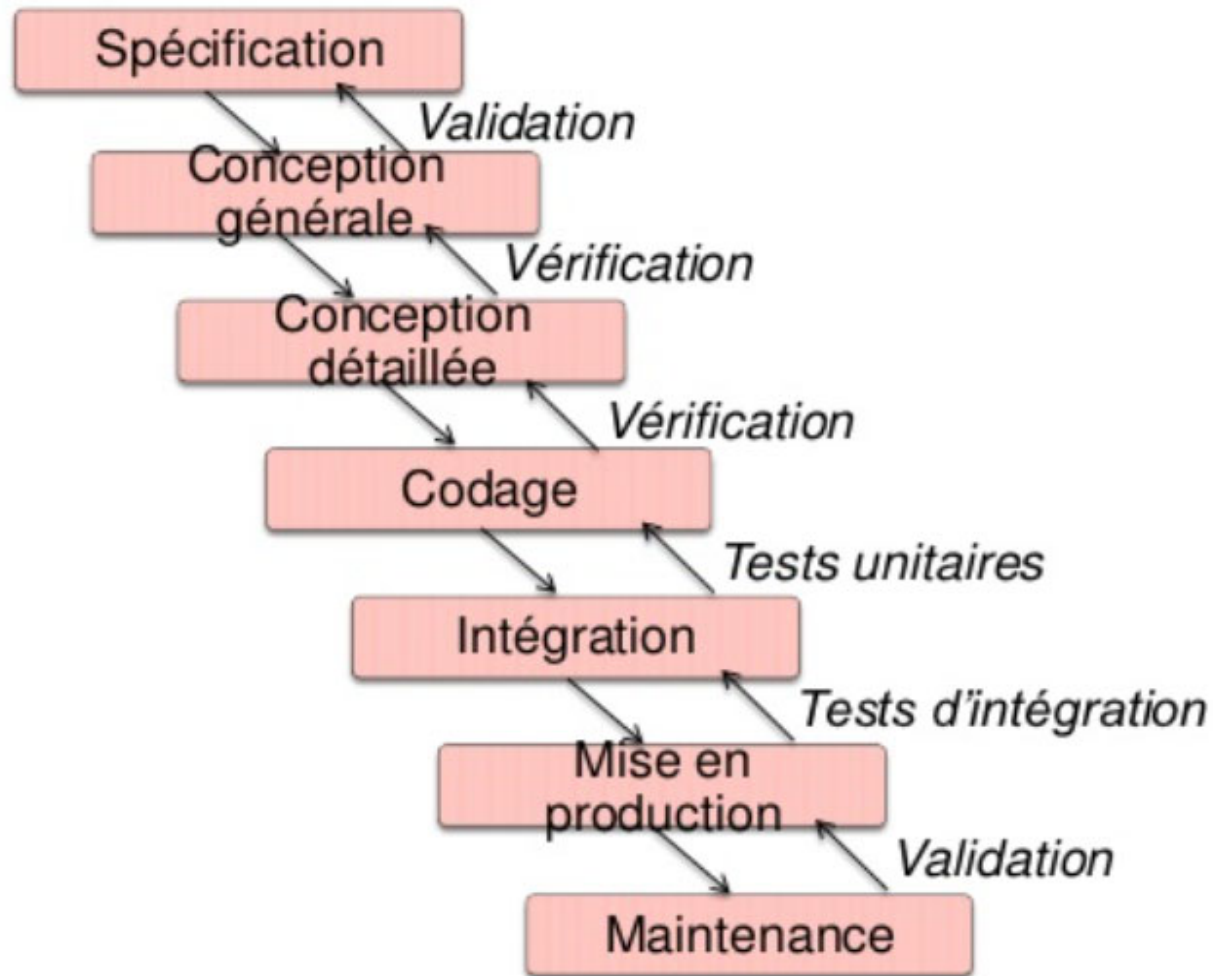 Spécification
Validation
Conception
générale
Vérification
Conception
détaillée
Vérification
Codage
Tests unitaires
Intégration
Tests d'intégration
Mise en
production
Validation
Maintenance